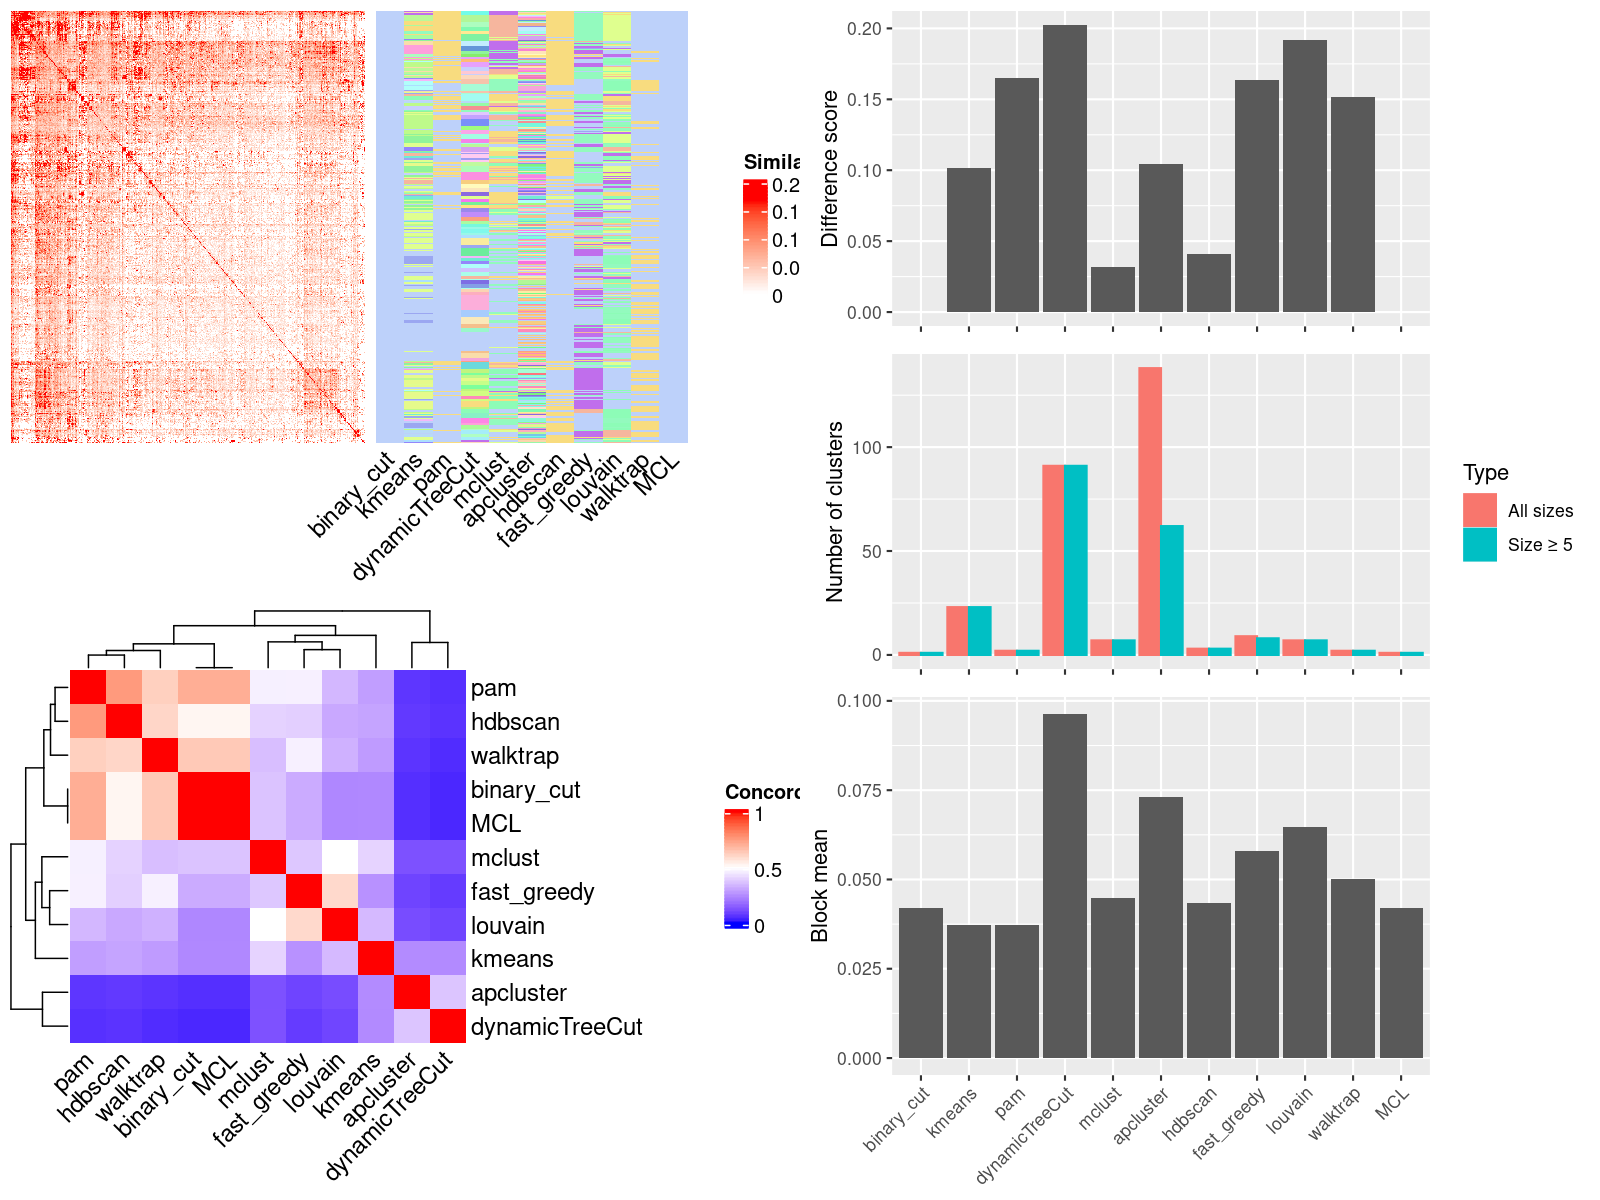 Simila
0.2
0.1
0.1
0.0
0
binary_cut
kmeans
pam
dynamicTreeCut
mclust
apcluster
hdbscan
fast_greedy
louvain
walktrap
MCL
pam
hdbscan
walktrap
binary_cut
MCL
mclust
fast_greedy
louvain
kmeans
apcluster
dynamicTreeCut
pam
hdbscan
walktrap
binary_cut
MCL
mclust
fast_greedy
louvain
kmeans
apcluster
dynamicTreeCut
Concord
1
0.5
0
Difference score
0.20
0.15
0.10
0.05
0.00
Number of clusters
100
50
0
Type
All sizes
Size ≥ 5
Block mean
0.100
0.075
0.050
0.025
0.000
binary_cut
kmeans
pam
dynamicTreeCut
mclust
apcluster
hdbscan
fast_greedy
louvain
walktrap
MCL